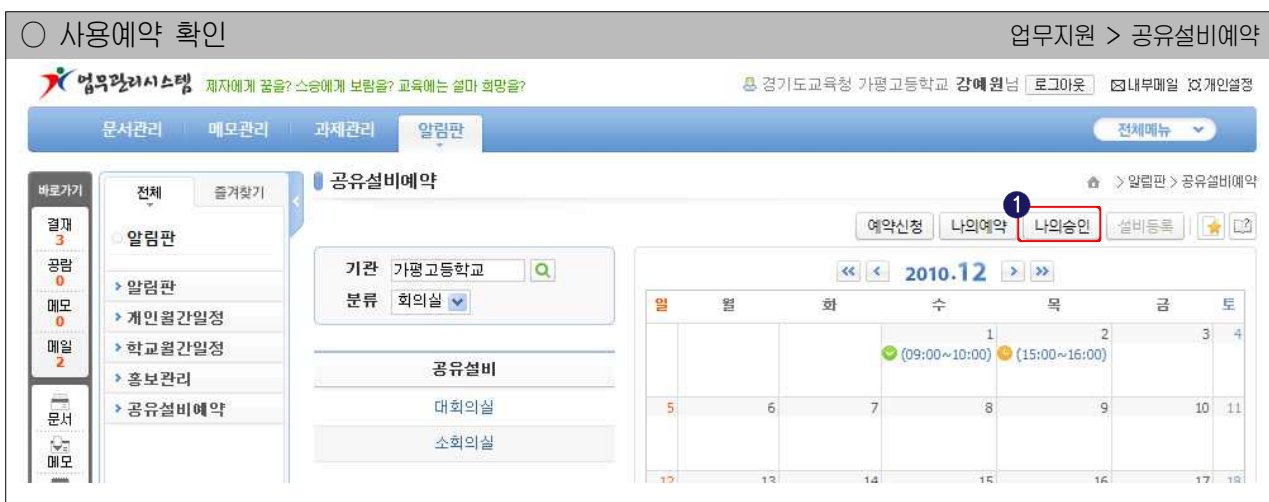 ○ 사용예약 확인
업무지원 > 공유설비예약
업무관리시스템 제자에게 꿈을? 스승에게 보람을? 교육에는 설마 희망을?
경기도교육청 가평고등학교 강예원님 로그아웃 내부메일 개인설정
문서관리 메모관리 과제관리 알림판 전체메뉴
바로가기
결재
3
공람
0
메모
0
메일
2
문서
메모
전체 즐겨찾기
알림판
> 알림판
> 개인월간일정
> 학교월간일정
> 홍보관리
> 공유설비예약
공유설비예약
> 알림판 > 공유설비예약
1
예약신청 나의예약 나의승인 설비등록
기관 가평고등학교
분류 회의실
공유설비
대회의실
소회의실
« < 2010.12 > »
일 월 화 수 목 금 토
1 2 3 4
(09:00~10:00) (15:00~16:00)
5 6 7 8 9 10 11
12 13 14 15 16 17 18